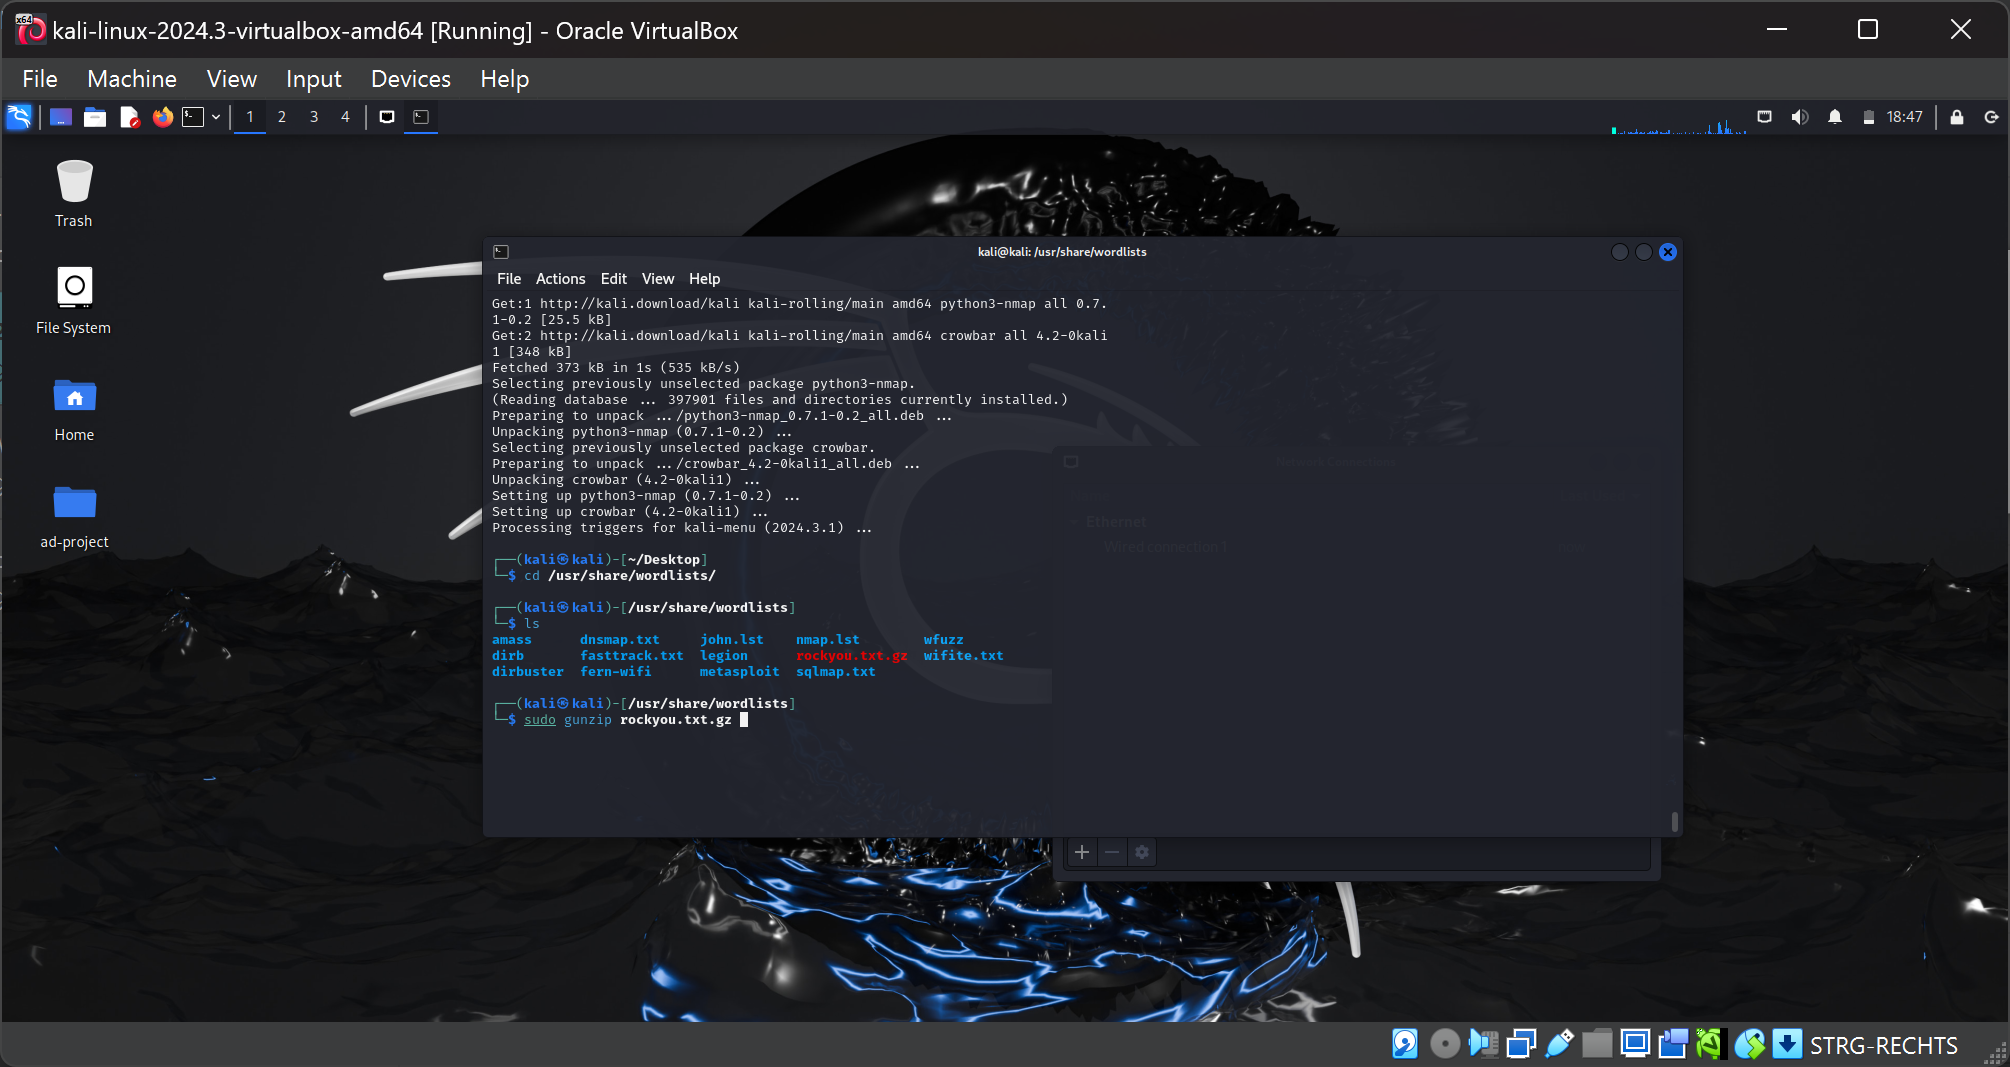 kali-linux-2024.3-virtualbox-amd64 [Running] - Oracle VirtualBox
File Machine View Input Devices Help
1 2 3 4 18:47
Trash
File System
Home
ad-project
kali@kali: /usr/share/wordlists
File Actions Edit View Help
Get:1 http://kali.download/kali kali-rolling/main amd64 python3-nmap all 0.7.
1-0.2 [25.5 kB]
Get:2 http://kali.download/kali kali-rolling/main amd64 crowbar all 4.2-0kali
1 [348 kB]
Fetched 373 kB in 1s (535 kB/s)
Selecting previously unselected package python3-nmap.
(Reading database ... 397901 files and directories currently installed.)
Preparing to unpack .../python3-nmap_0.7.1-0.2_all.deb ...
Unpacking python3-nmap (0.7.1-0.2) ...
Selecting previously unselected package crowbar.
Preparing to unpack .../crowbar_4.2-0kali1_all.deb ...
Unpacking crowbar (4.2-0kali1) ...
Setting up python3-nmap (0.7.1-0.2) ...
Setting up crowbar (4.2-0kali1) ...
Processing triggers for kali-menu (2024.3.1) ...
┌──(kali㉿kali)-[~/Desktop]
└─$ cd /usr/share/wordlists/
┌──(kali㉿kali)-[/usr/share/wordlists]
└─$ ls
amass dnsmap.txt john.lst nmap.lst wfuzz
dirb fasttrack.txt legion rockyou.txt.gz wifite.txt
dirbuster fern-wifi metasploit sqlmap.txt
┌──(kali㉿kali)-[/usr/share/wordlists]
└─$ sudo gunzip rockyou.txt.gz
Network Connections
Ethernet
Wired connection 1
STRG-RECHTS